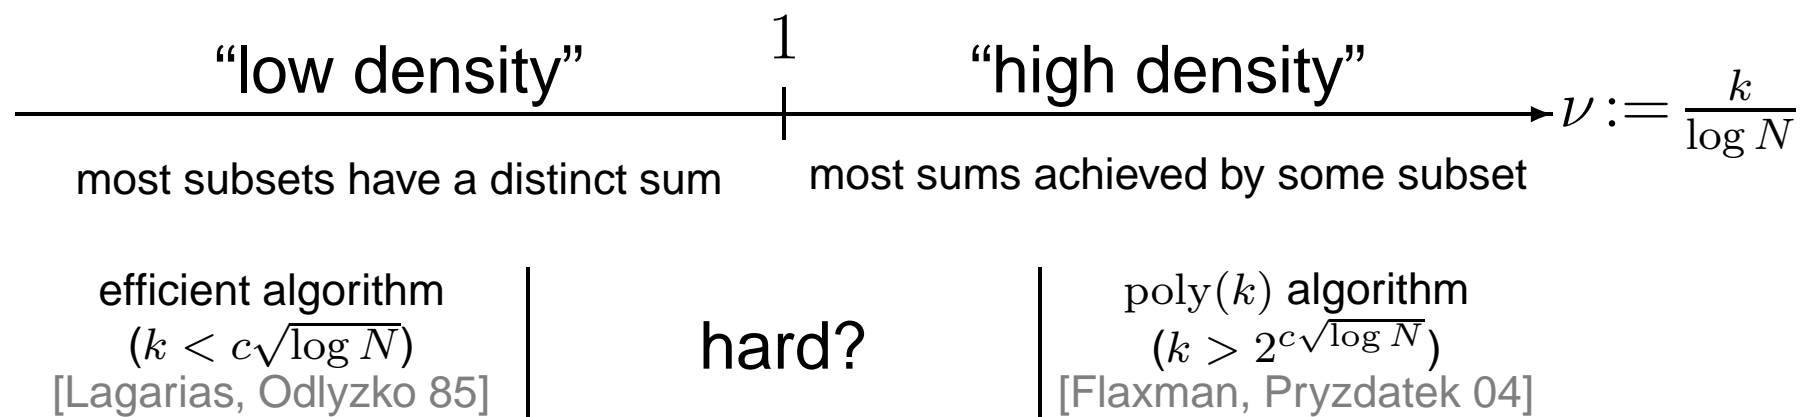 “low density” 1 “high density”
ν := k / log N
most subsets have a distinct sum
most sums achieved by some subset
efficient algorithm
(k < c√log N)
[Lagarias, Odlyzko 85]
hard?
poly(k) algorithm
(k > 2^{c√log N})
[Flaxman, Pryzdatek 04]